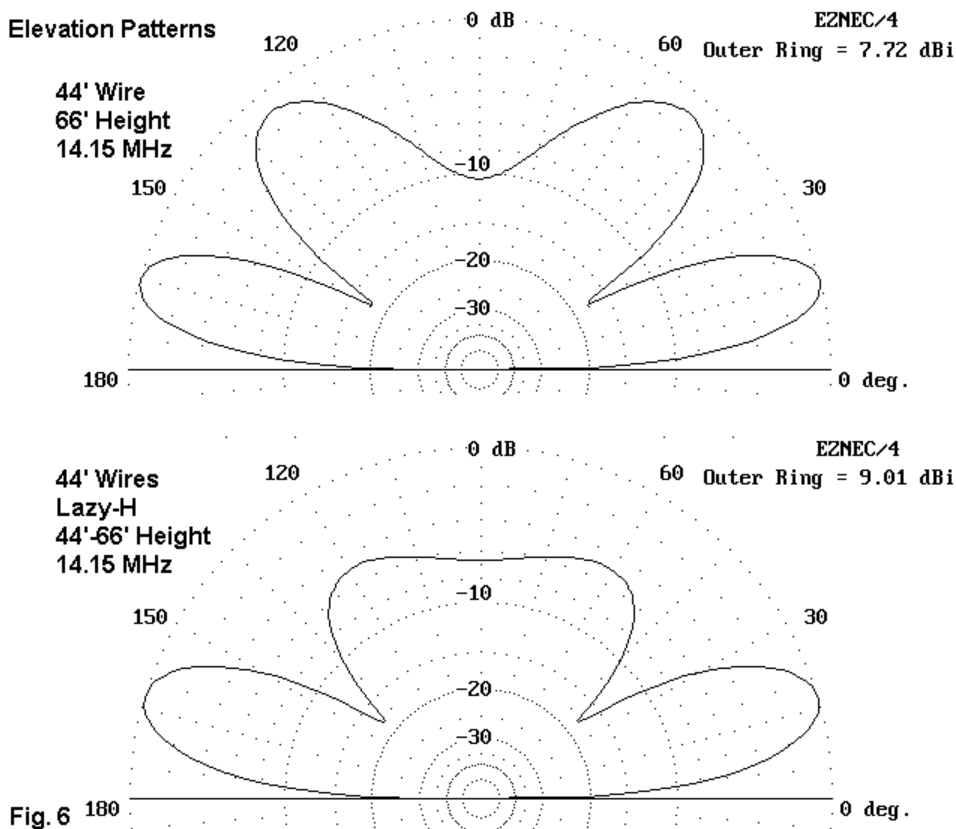 Elevation Patterns
0 dB
EZNEC/4
120
60
Outer Ring = 7.72 dBi
44' Wire
66' Height
14.15 MHz
-10
150
30
-20
-30
180
0 deg.
0 dB
EZNEC/4
120
60
Outer Ring = 9.01 dBi
44' Wires
Lazy-H
44'-66' Height
14.15 MHz
-10
150
30
-20
-30
Fig. 6
180
0 deg.